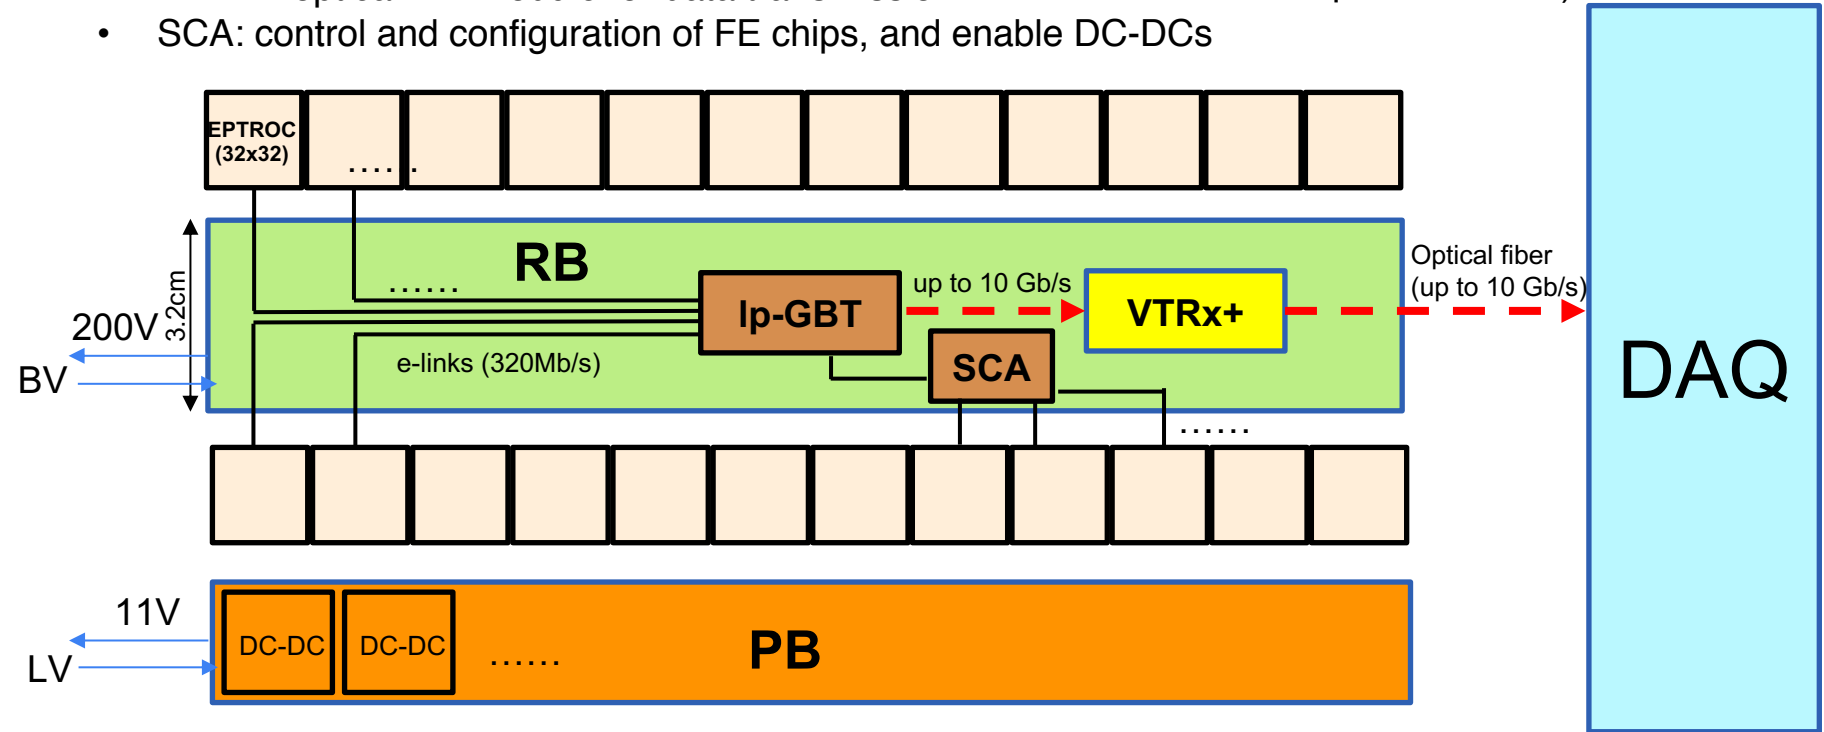 • SCA: control and configuration of FE chips, and enable DC-DCs
EPTROC
(32x32)
......
RB
......
lp-GBT
up to 10 Gb/s
VTRx+
Optical fiber
(up to 10 Gb/s)
DAQ
200V
3.2cm
BV
e-links (320Mb/s)
SCA
......
11V
LV
DC-DC
DC-DC
......
PB